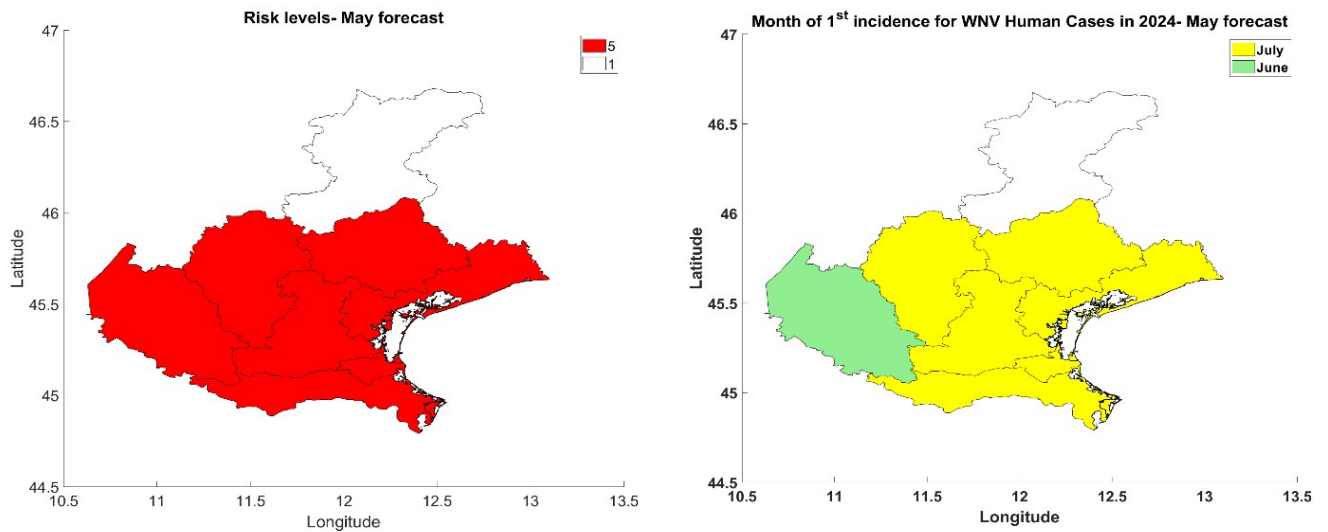 Risk levels- May forecast
5
1
47
46.5
46
45.5
45
44.5
Latitude
10.5 11 11.5 12 12.5 13 13.5
Longitude
Month of 1st incidence for WNV Human Cases in 2024- May forecast
July
June
47
46.5
46
45.5
45
44.5
Latitude
10.5 11 11.5 12 12.5 13 13.5
Longitude